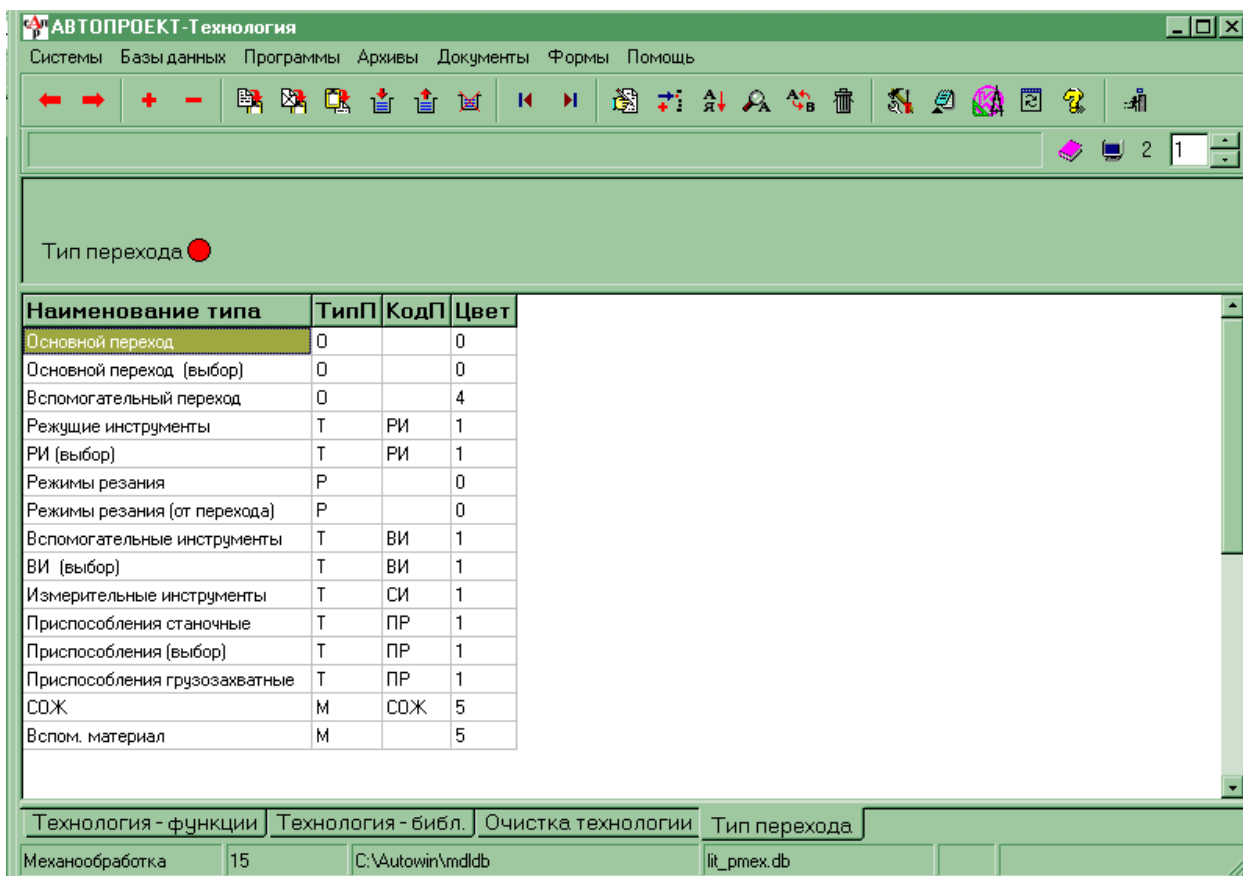 АВТОПРОЕКТ-Технология
Системы Базы данных Программы Архивы Документы Формы Помощь
2 1
Тип перехода
Наименование типа ТипП КодП Цвет
Основной переход О 0
Основной переход (выбор) О 0
Вспомогательный переход О 4
Режущие инструменты Т РИ 1
РИ (выбор) Т РИ 1
Режимы резания Р 0
Режимы резания (от перехода) Р 0
Вспомогательные инструменты Т ВИ 1
ВИ (выбор) Т ВИ 1
Измерительные инструменты Т СИ 1
Приспособления станочные Т ПР 1
Приспособления (выбор) Т ПР 1
Приспособления грузозахватные Т ПР 1
СОЖ М СОЖ 5
Вспом. материал М 5
Технология - функции Технология - библ. Очистка технологии Тип перехода
Механообработка 15 C:\Autowin\mdldb lit_pmex.db